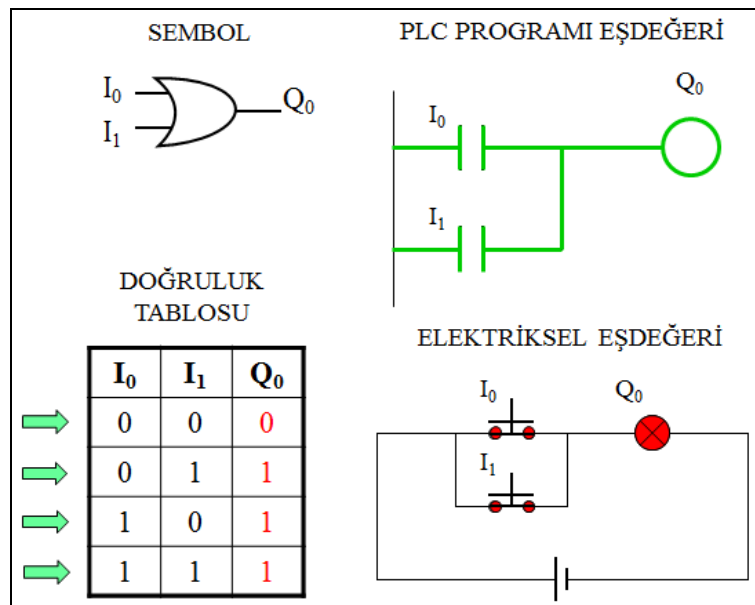 SEMBOL
I₀
I₁
Q₀
PLC PROGRAMI EŞDEĞERİ
Q₀
I₀
I₁
DOĞRULUK
TABLOSU
I₀ I₁ Q₀
0 0 0
0 1 1
1 0 1
1 1 1
ELEKTRİKSEL EŞDEĞERİ
I₀
Q₀
I₁